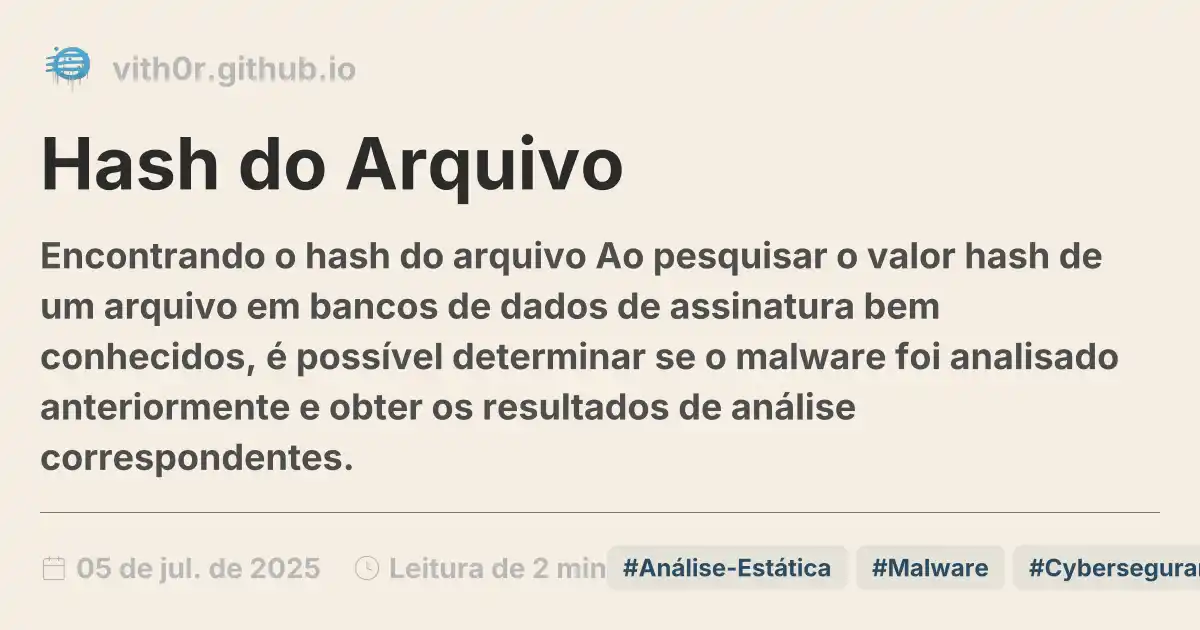 vith0r.github.io
Hash do Arquivo
Encontrando o hash do arquivo Ao pesquisar o valor hash de
um arquivo em bancos de dados de assinatura bem
conhecidos, é possível determinar se o malware foi analisado
anteriormente e obter os resultados de análise
correspondentes.
05 de jul. de 2025 Leitura de 2 min #Análise-Estática #Malware